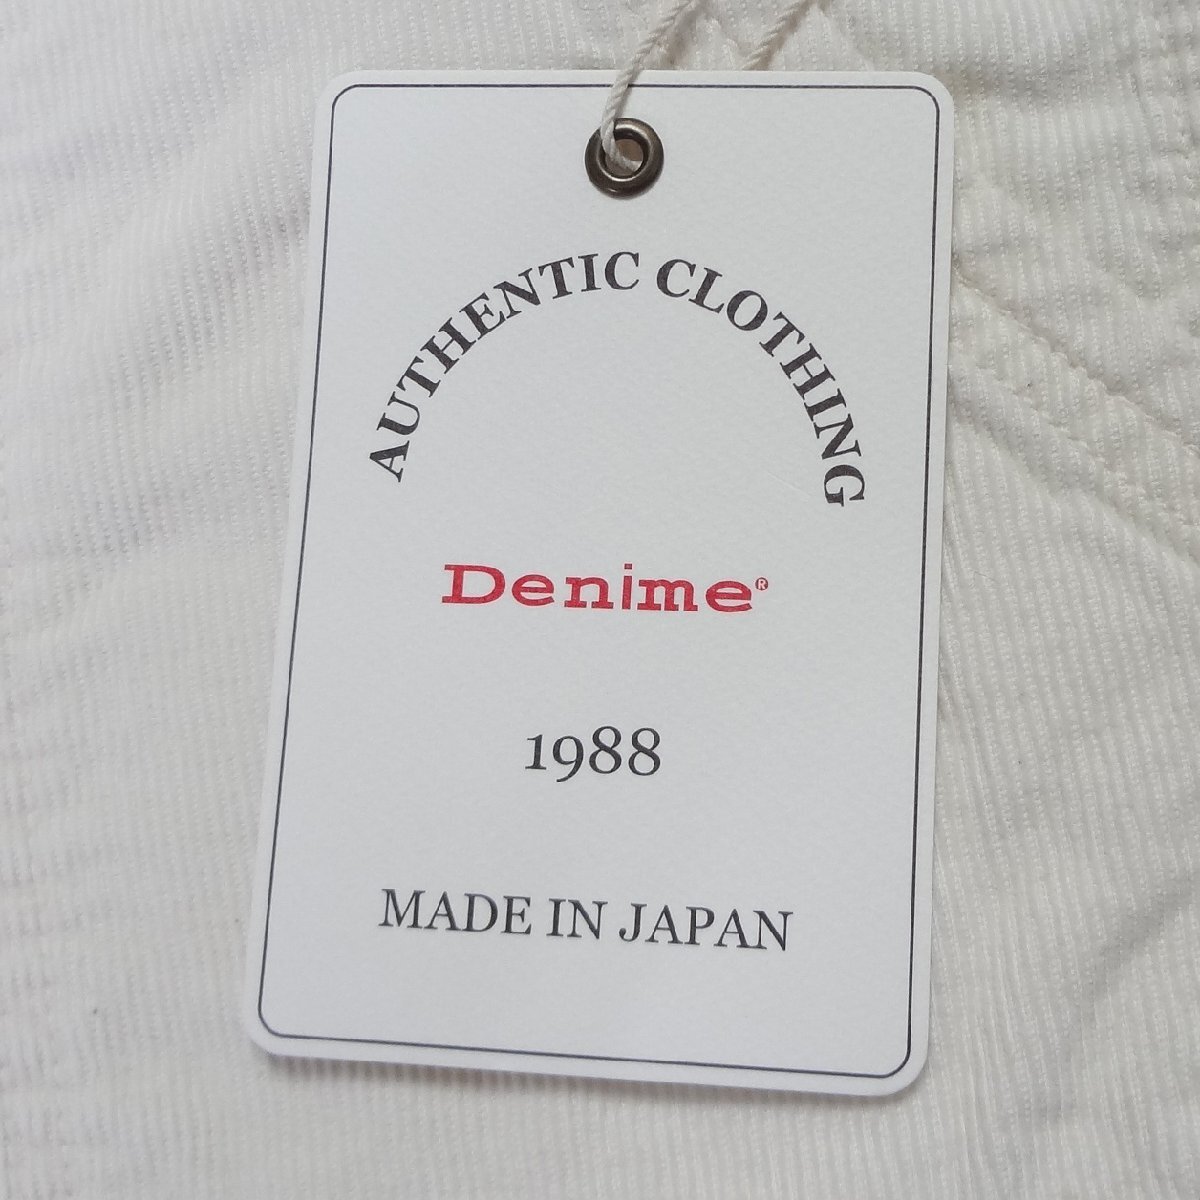 AUTHENTIC CLOTHING
Denime®
1988
MADE IN JAPAN